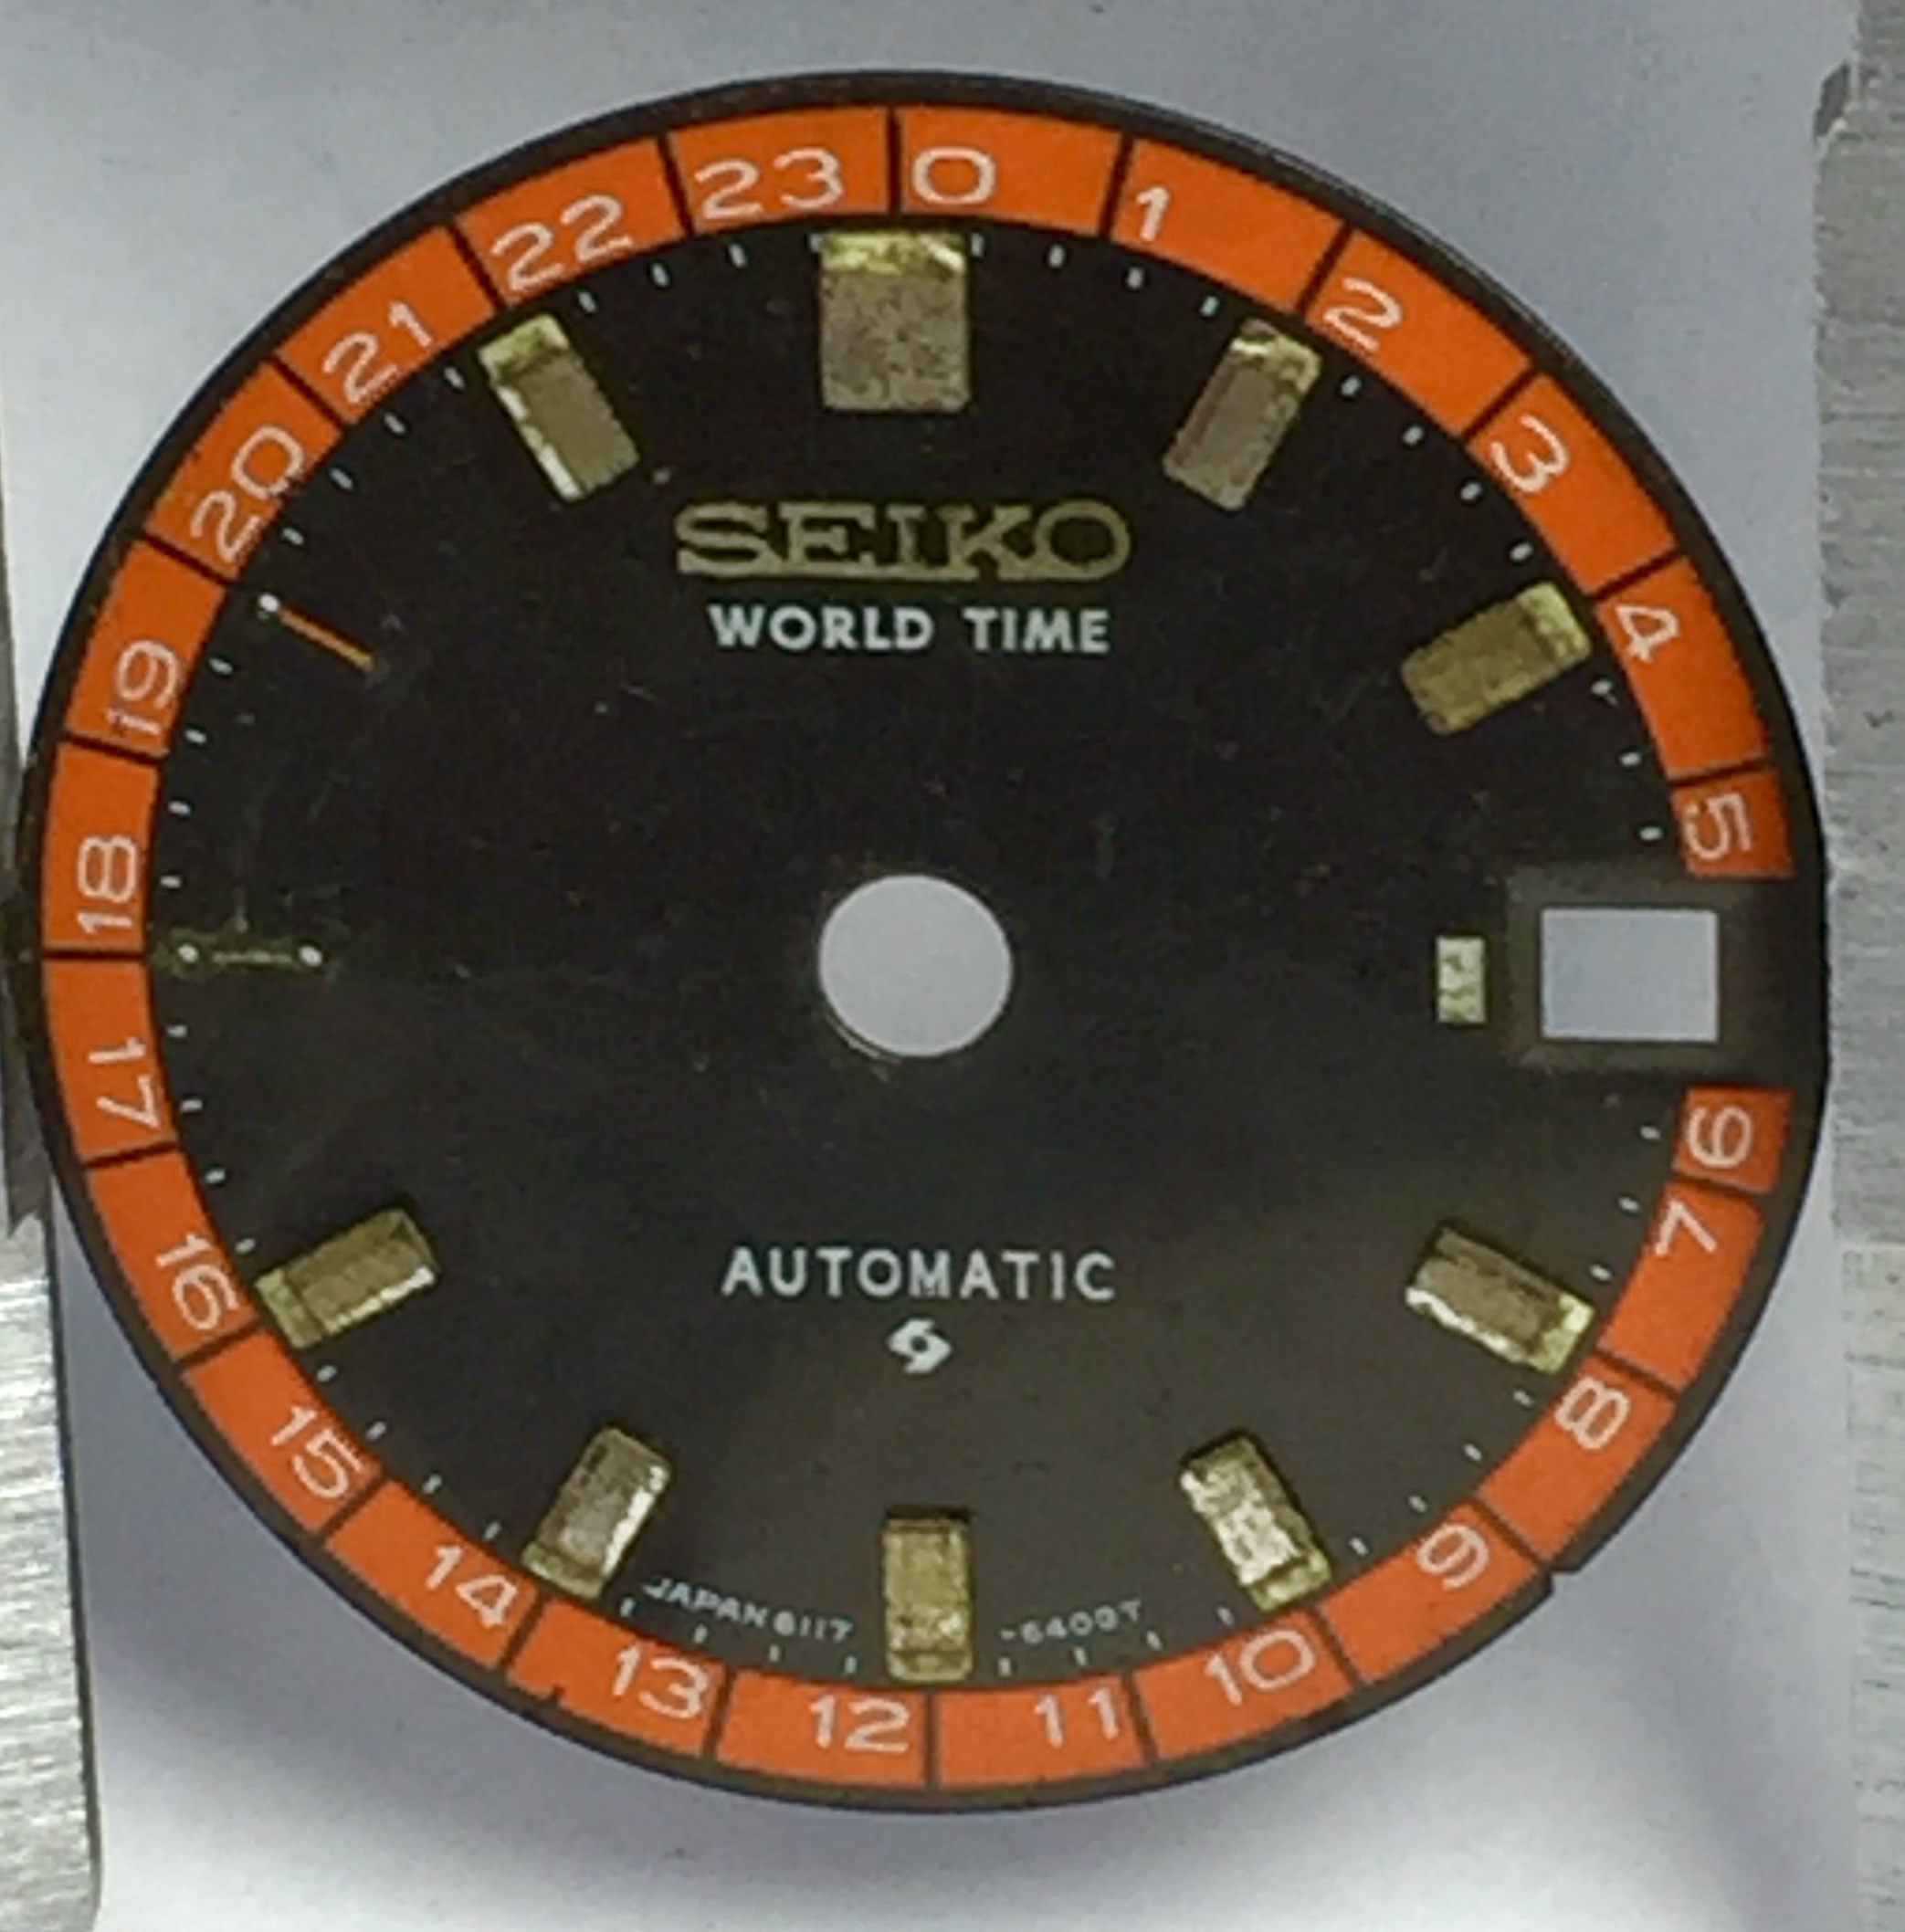 0 1 2 3 4 5 6 7 8 9 10 11 12 13 14 15 16 17 18 19 20 21 22 23
SEIKO
WORLD TIME
AUTOMATIC
JAPAN 6117 -6400T